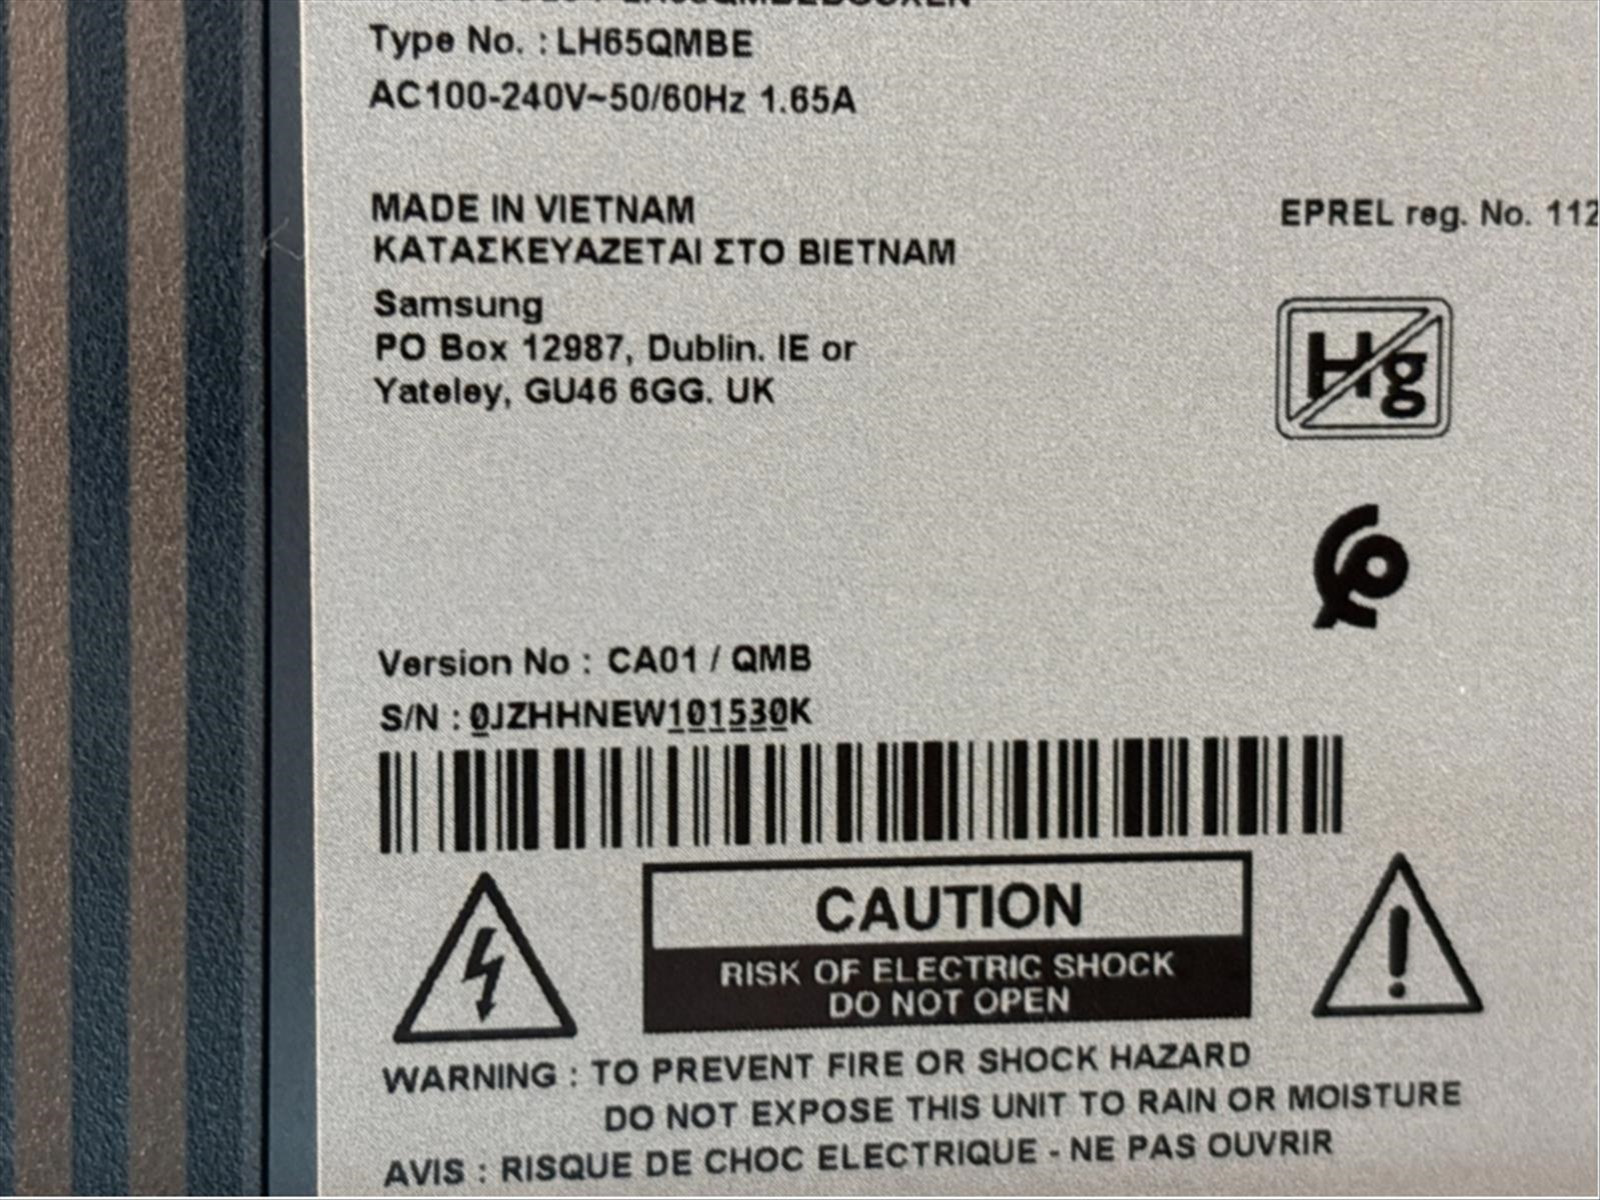 Type No. : LH65QMBE
AC100-240V~50/60Hz 1.65A
MADE IN VIETNAM
ΚΑΤΑΣΚΕΥΑΖΕΤΑΙ ΣΤΟ ΒΙΕΤΝΑΜ
Samsung
PO Box 12987, Dublin. IE or
Yateley, GU46 6GG. UK
EPREL reg. No. 112
Hg
Version No : CA01 / QMB
S/N : 0JZHHNEW101530K
CAUTION
RISK OF ELECTRIC SHOCK
DO NOT OPEN
WARNING : TO PREVENT FIRE OR SHOCK HAZARD
DO NOT EXPOSE THIS UNIT TO RAIN OR MOISTURE
AVIS : RISQUE DE CHOC ELECTRIQUE - NE PAS OUVRIR